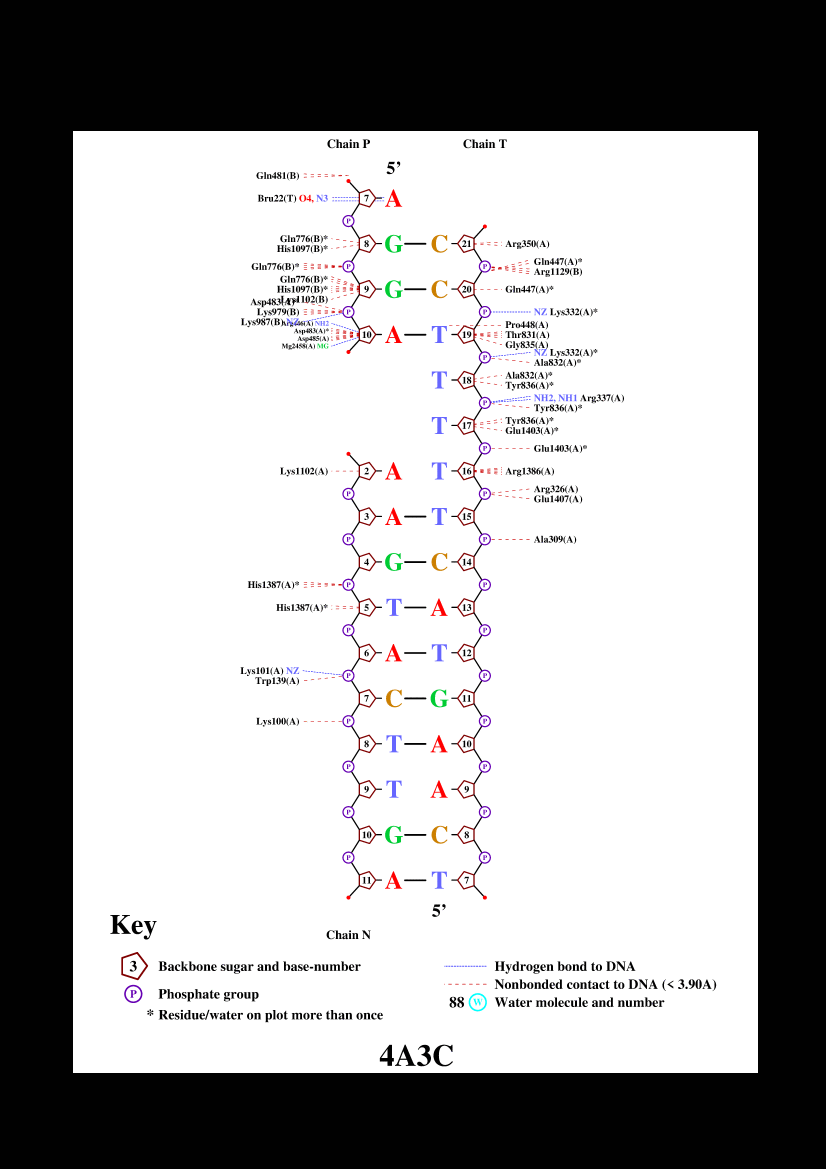 Chain P Chain T
5’
Gln481(B)
Bru22(T) O4, N3 7 A
P
Gln776(B)* 8 G C 21 Arg350(A)
His1097(B)*
Gln776(B)* P P Gln447(A)*
Arg1129(B)
Gln776(B)*
His1097(B)* 9 G C 20 Gln447(A)*
Lys1102(B)
Asp483(A)*
Lys979(B) P P NZ Lys332(A)*
Lys987(B) NZ
Arg446(A) NH2 Pro448(A)
Asp483(A)* 10 A T 19 Thr831(A)
Asp485(A) Gly835(A)
Mg2458(A) MG
P NZ Lys332(A)*
Ala832(A)*
T 18 Ala832(A)*
Tyr836(A)*
P NH2, NH1 Arg337(A)
Tyr836(A)*
T 17 Tyr836(A)*
Glu1403(A)*
P Glu1403(A)*
Lys1102(A) 2 A T 16 Arg1386(A)
P P Arg326(A)
Glu1407(A)
3 A T 15
P P Ala309(A)
4 G C 14
His1387(A)* P P
His1387(A)* 5 T A 13
P P
6 A T 12
Lys101(A) NZ P P
Trp139(A)
7 C G 11
Lys100(A) P P
8 T A 10
P P
9 T A 9
P P
10 G C 8
P P
11 A T 7
5’
Key
Chain N
3 Backbone sugar and base-number
P Phosphate group
* Residue/water on plot more than once
Hydrogen bond to DNA
Nonbonded contact to DNA (< 3.90A)
88 W Water molecule and number
4A3C